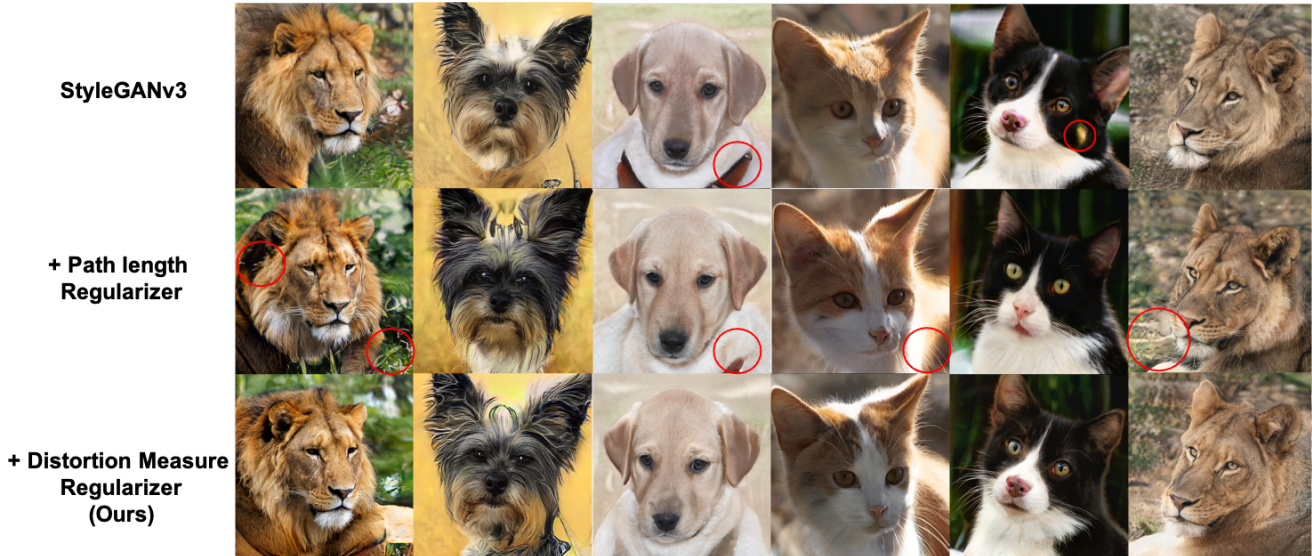 StyleGANv3
+ Path length
Regularizer
+ Distortion Measure
Regularizer
(Ours)